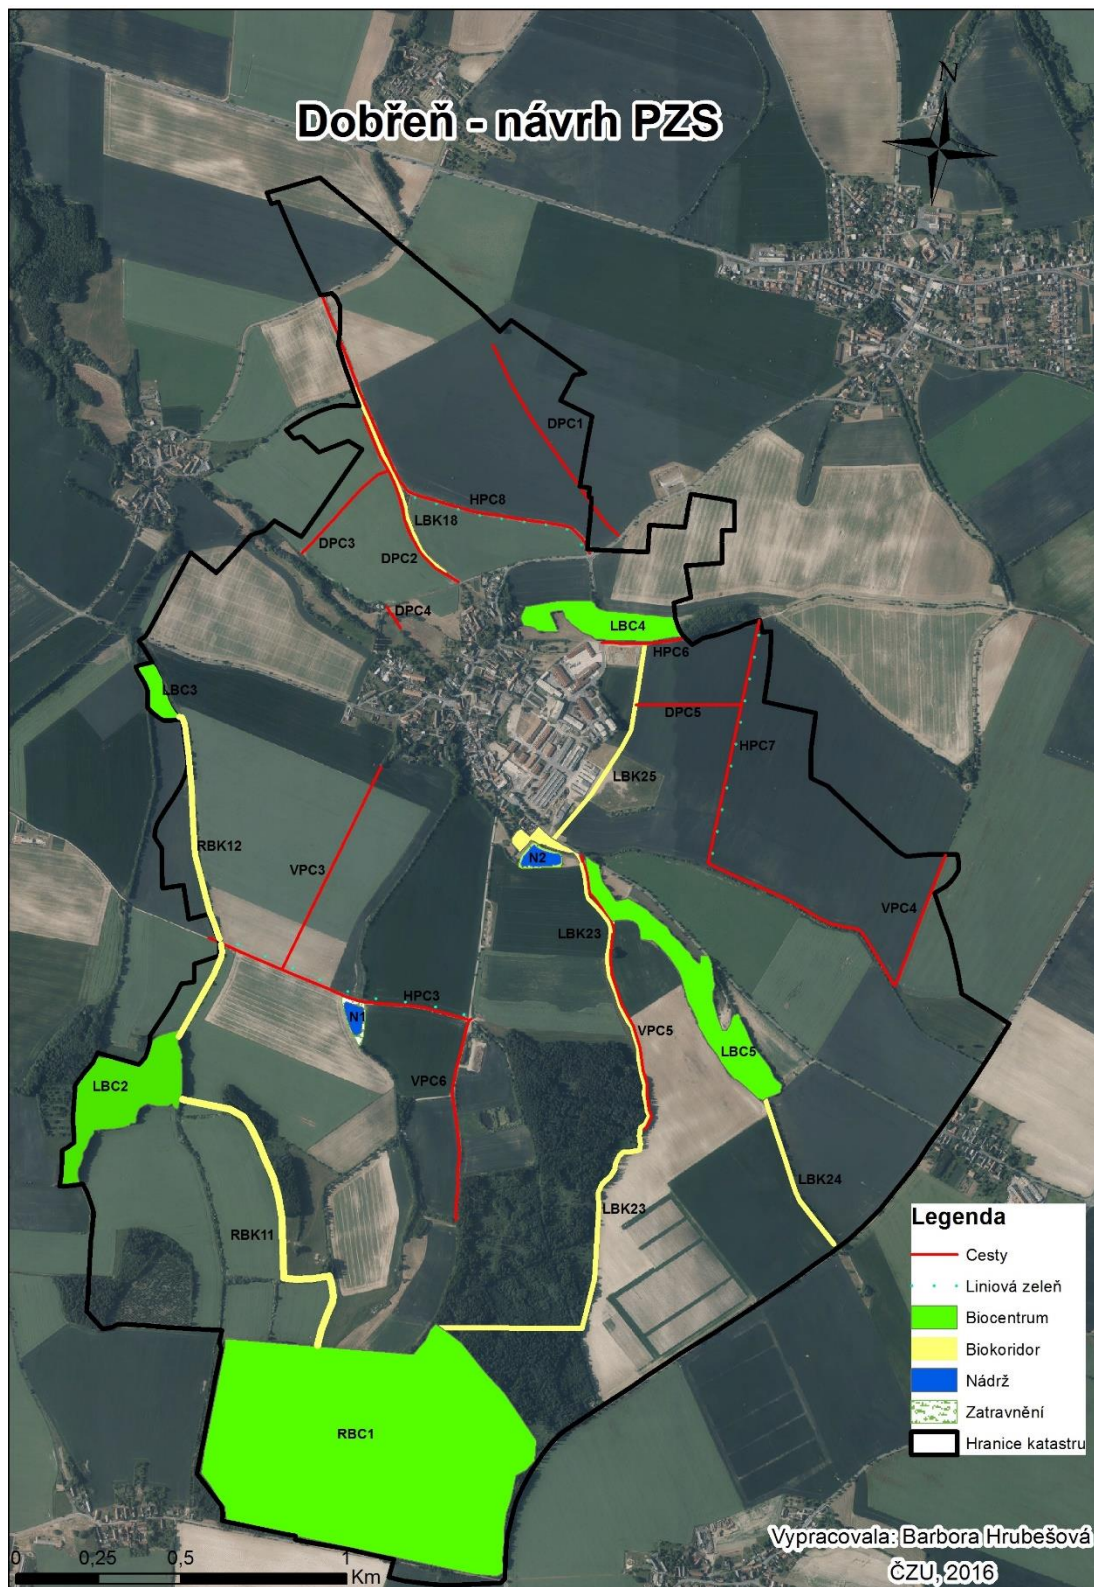 Dobřeň - návrh PZS
N
DPC1
HPC8
LBK18
DPC3
DPC2
DPC4
LBC4
HPC6
LBC3
DPC5
HPC7
LBK25
RBK12
N2
VPC3
VPC4
LBK23
HPC3
N1
VPC5
LBC5
VPC6
LBC2
LBK24
LBK23
RBK11
RBC1
Legenda
Cesty
Liniová zeleň
Biocentrum
Biokoridor
Nádrž
Zatravnění
Hranice katastru
Vypracovala: Barbora Hrubešová
ČZU, 2016
0 0,25 0,5 1
Km